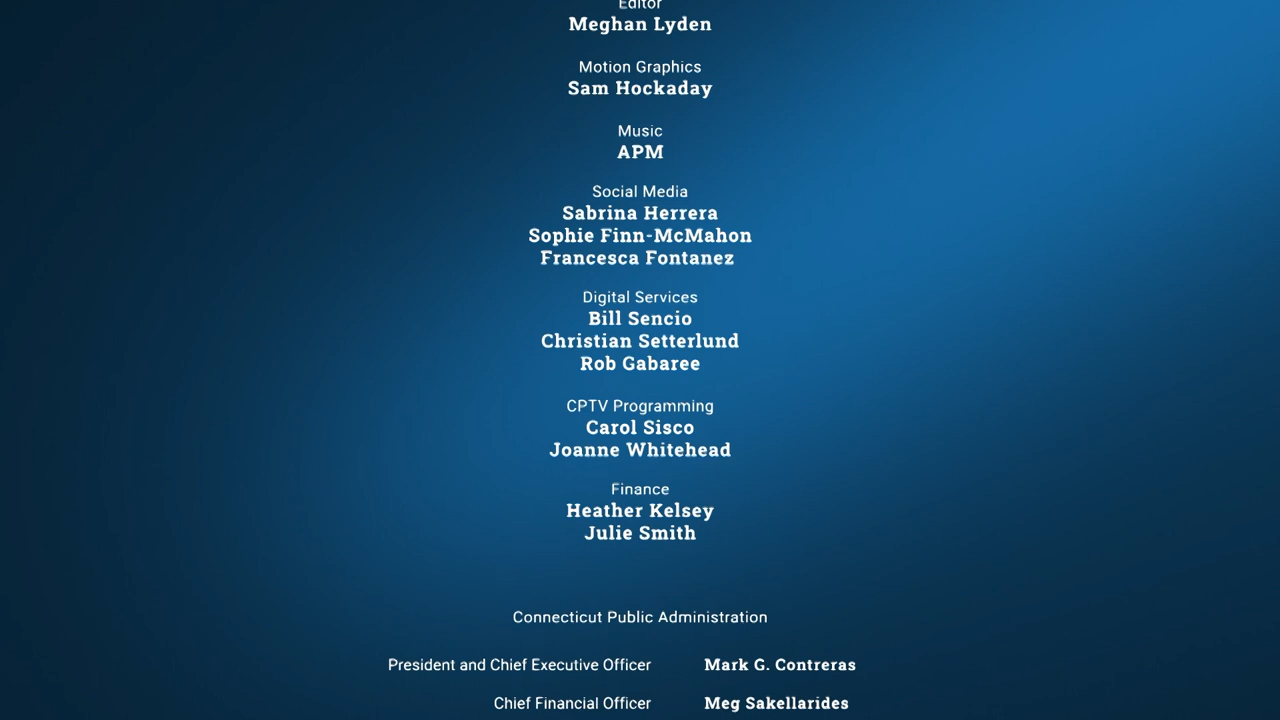 Editor
Meghan Lyden
Motion Graphics
Sam Hockaday
Music
APM
Social Media
Sabrina Herrera
Sophie Finn-McMahon
Francesca Fontanez
Digital Services
Bill Sencio
Christian Setterlund
Rob Gabaree
CPTV Programming
Carol Sisco
Joanne Whitehead
Finance
Heather Kelsey
Julie Smith
Connecticut Public Administration
President and Chief Executive Officer Mark G. Contreras
Chief Financial Officer Meg Sakellarides